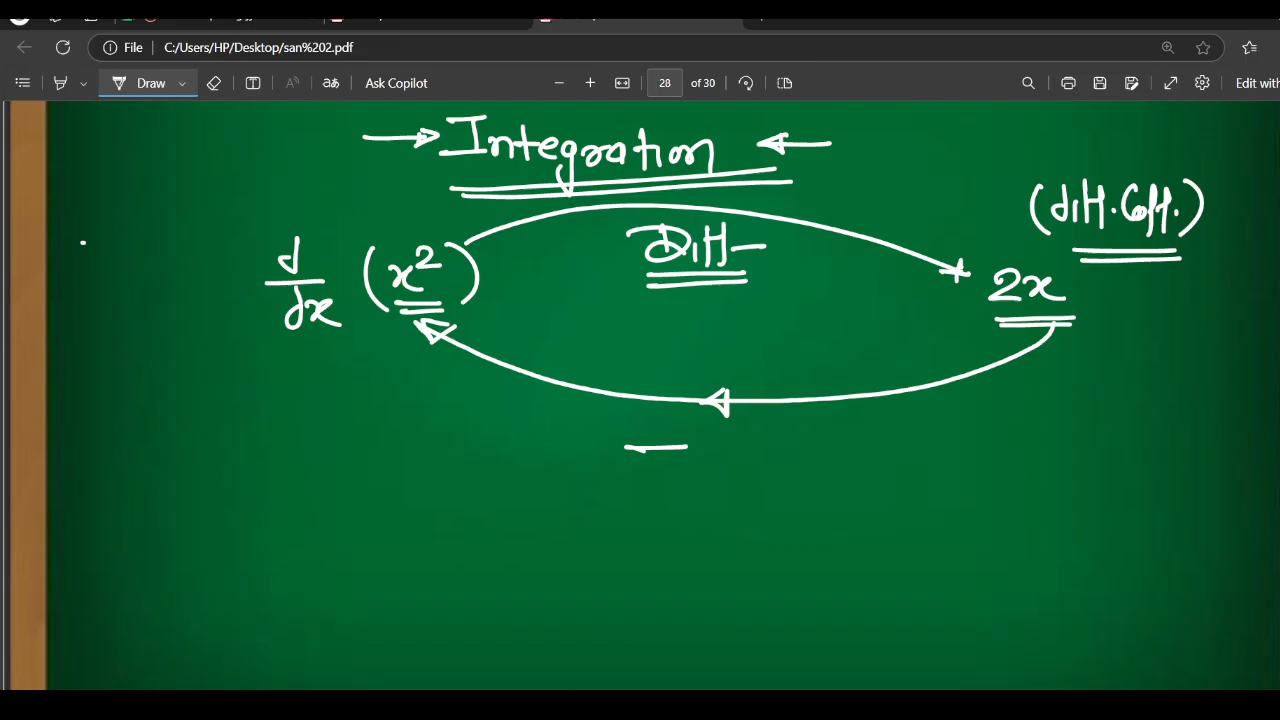 File | C:/Users/HP/Desktop/san%202.pdf
Draw Ask Copilot 28 of 30 Edit with
Integration
(diff. Coff.)
Diff
d/dx (x²) 2x